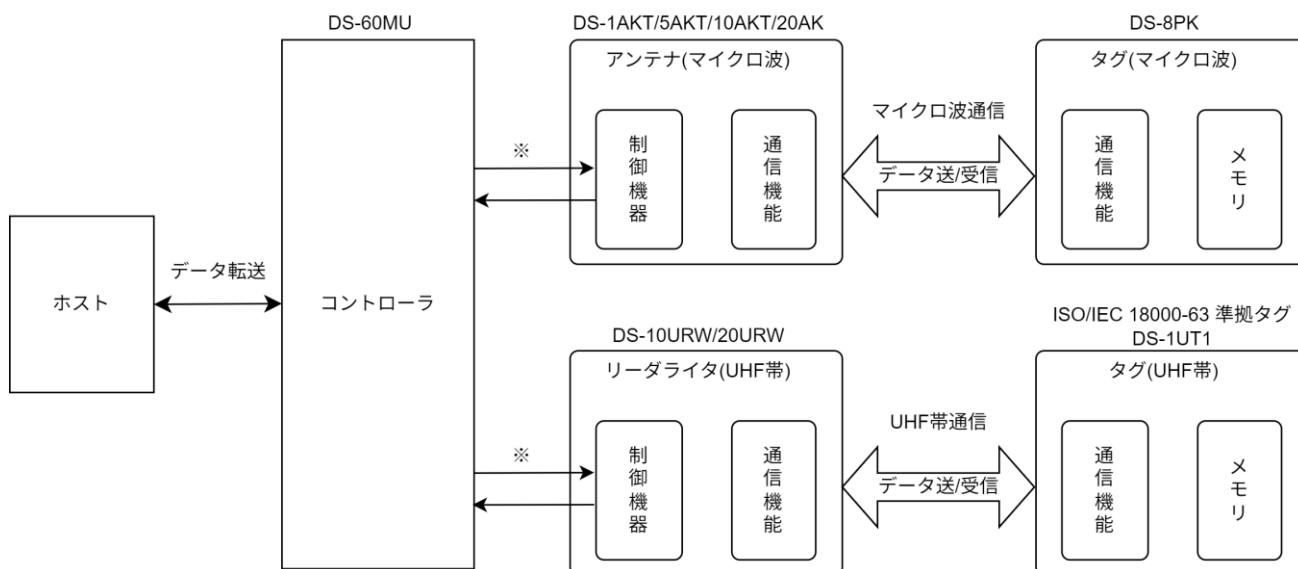 DS-60MU
DS-1AKT/5AKT/10AKT/20AK
DS-8PK
アンテナ(マイクロ波)
タグ(マイクロ波)
マイクロ波通信
※
制御機器
通信機能
データ送/受信
通信機能
メモリ
データ転送
ホスト
コントローラ
ISO/IEC 18000-63 準拠タグ
DS-10URW/20URW
DS-1UT1
リーダライタ(UHF帯)
タグ(UHF帯)
UHF帯通信
※
制御機器
通信機能
データ送/受信
通信機能
メモリ